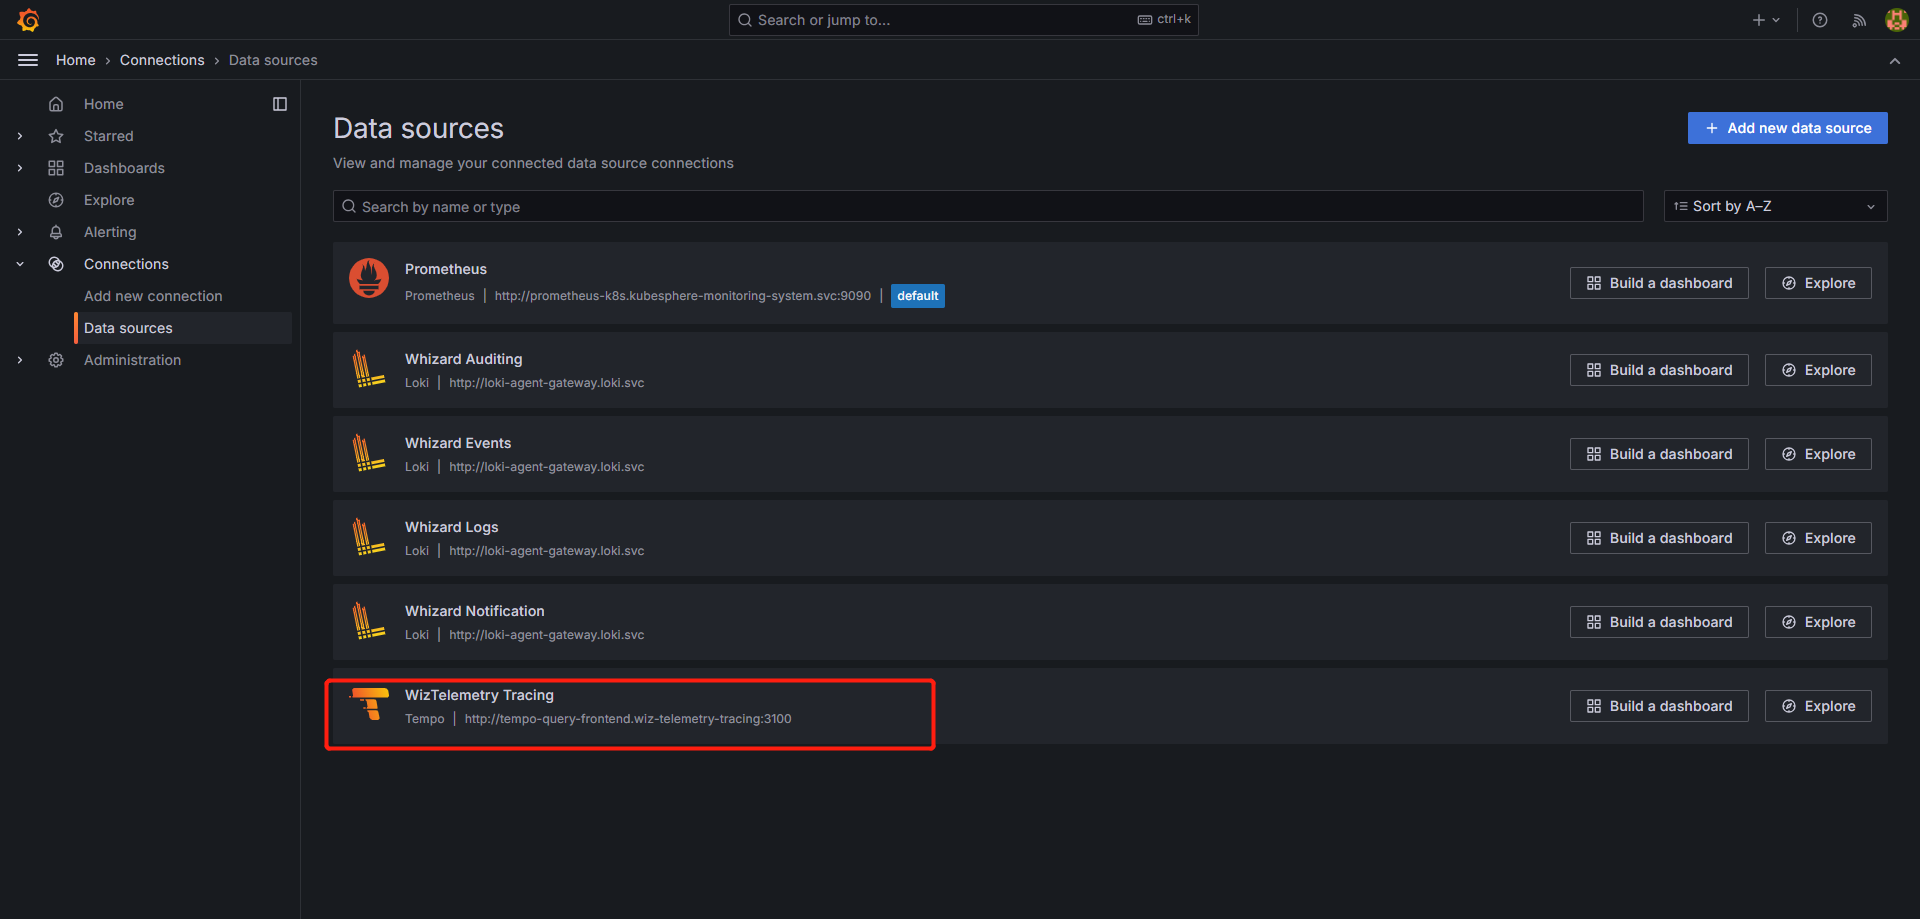 Search or jump to... ctrl+k
Home › Connections › Data sources
Home
Starred
Dashboards
Explore
Alerting
Connections
Add new connection
Data sources
Administration
Data sources
Add new data source
View and manage your connected data source connections
Search by name or type
Sort by A–Z
Prometheus
Prometheus | http://prometheus-k8s.kubesphere-monitoring-system.svc:9090 | default
Build a dashboard Explore
Whizard Auditing
Loki | http://loki-agent-gateway.loki.svc
Build a dashboard Explore
Whizard Events
Loki | http://loki-agent-gateway.loki.svc
Build a dashboard Explore
Whizard Logs
Loki | http://loki-agent-gateway.loki.svc
Build a dashboard Explore
Whizard Notification
Loki | http://loki-agent-gateway.loki.svc
Build a dashboard Explore
WizTelemetry Tracing
Tempo | http://tempo-query-frontend.wiz-telemetry-tracing:3100
Build a dashboard Explore